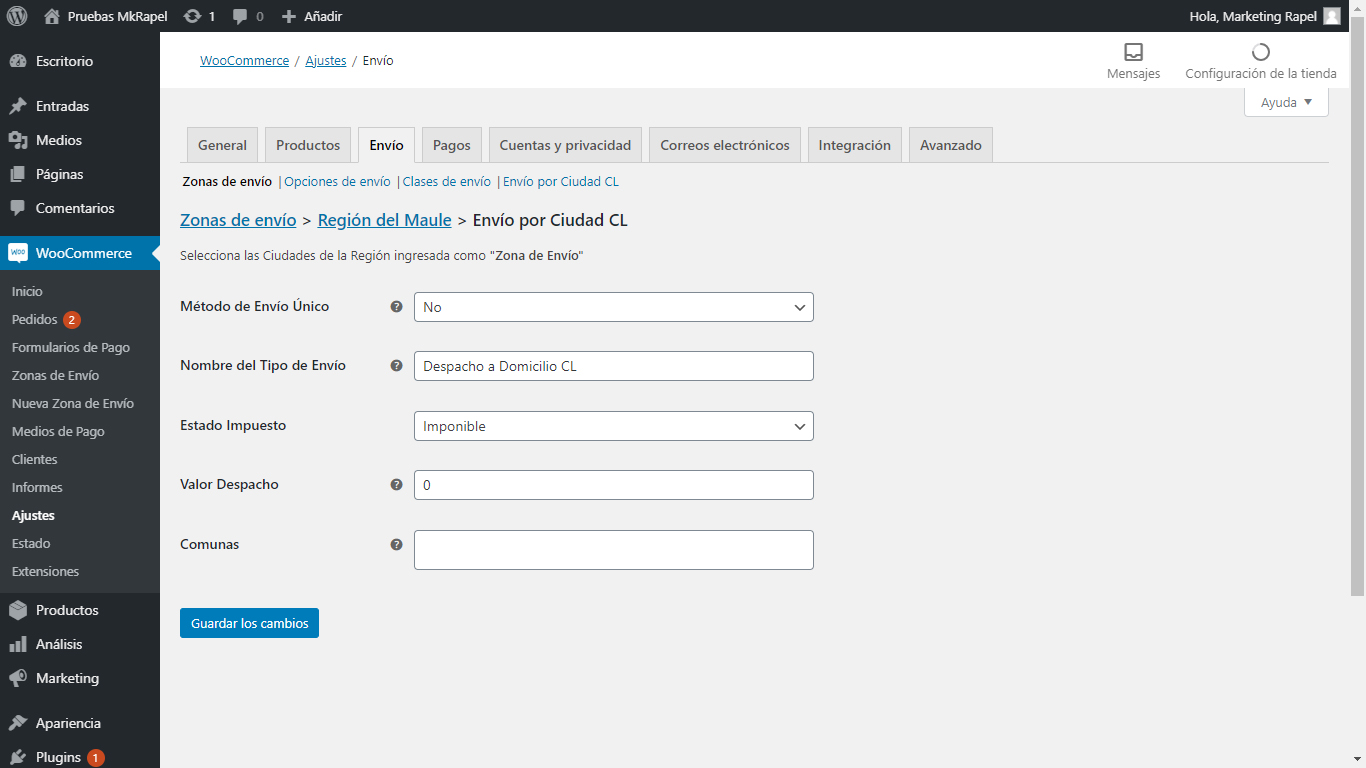 Pruebas MkRapel 1 0 Añadir Hola, Marketing Rapel
WooCommerce / Ajustes / Envío
Mensajes
Configuración de la tienda
Ayuda
Escritorio
Entradas
Medios
Páginas
Comentarios
WooCommerce
Inicio
Pedidos 2
Formularios de Pago
Zonas de Envío
Nueva Zona de Envío
Medios de Pago
Clientes
Informes
Ajustes
Estado
Extensiones
Productos
Análisis
Marketing
Apariencia
Plugins 1
General Productos Envío Pagos Cuentas y privacidad Correos electrónicos Integración Avanzado
Zonas de envío | Opciones de envío | Clases de envío | Envío por Ciudad CL
Zonas de envío > Región del Maule > Envío por Ciudad CL
Selecciona las Ciudades de la Región ingresada como "Zona de Envío"
Método de Envío Único ? No
Nombre del Tipo de Envío ? Despacho a Domicilio CL
Estado Impuesto Imponible
Valor Despacho ? 0
Comunas ?
Guardar los cambios